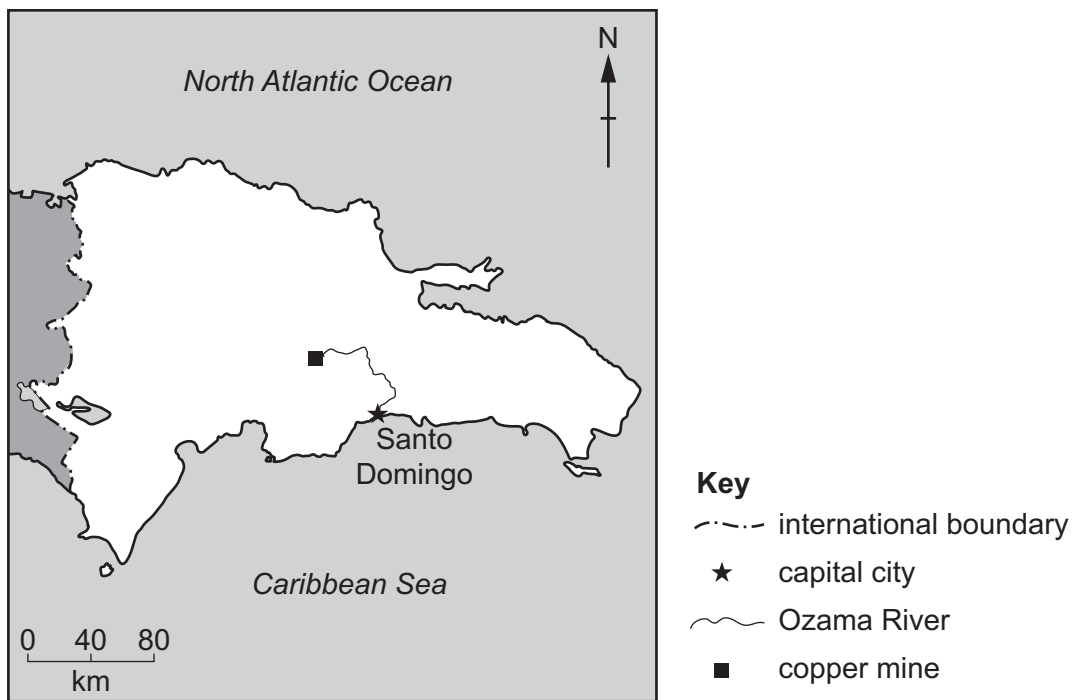 N
North Atlantic Ocean
Santo
Domingo
Caribbean Sea
0 40 80
km
Key
international boundary
capital city
Ozama River
copper mine